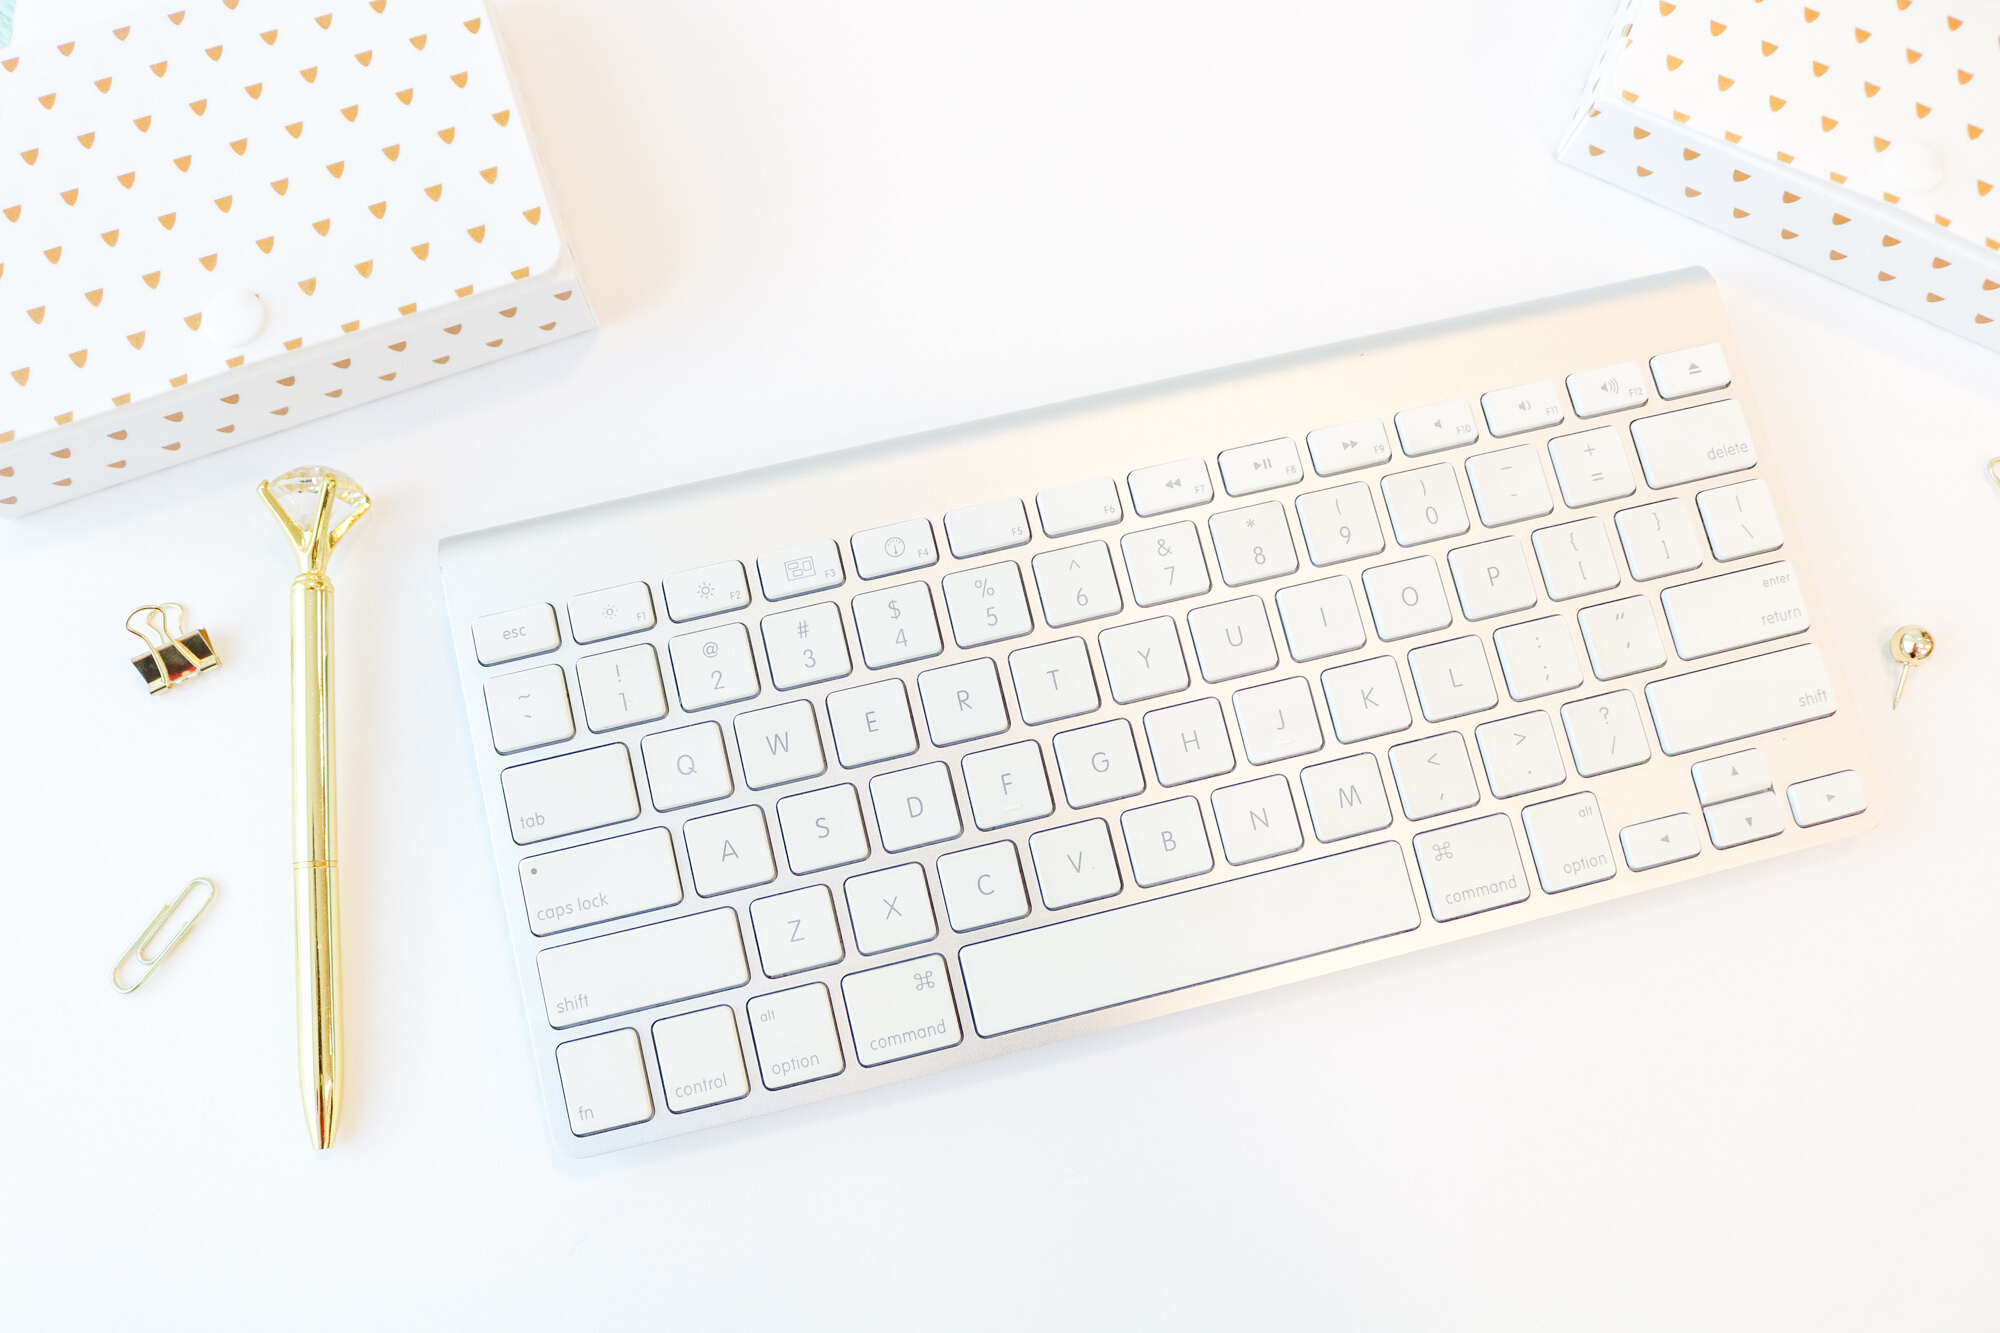 esc F1 F2 F3 F4 F5 F6 F7 F8 F9 F10 F11 F12
~ ! @ # $ % ^ & * ( ) _ +
` 1 2 3 4 5 6 7 8 9 0 - = delete
tab Q W E R T Y U I O P { [ } ] | \
caps lock A S D F G H J K L : ; " , enter return
shift Z X C V B N M < , > . ? / shift
fn control alt option ⌘ command ⌘ command alt option